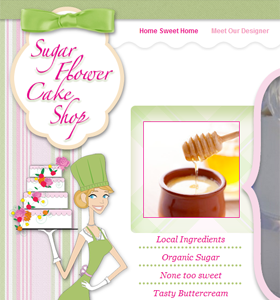 Home Sweet Home Meet Our Designer
Sugar
Flower
Cake
Shop
Local Ingredients
Organic Sugar
None too sweet
Tasty Buttercream